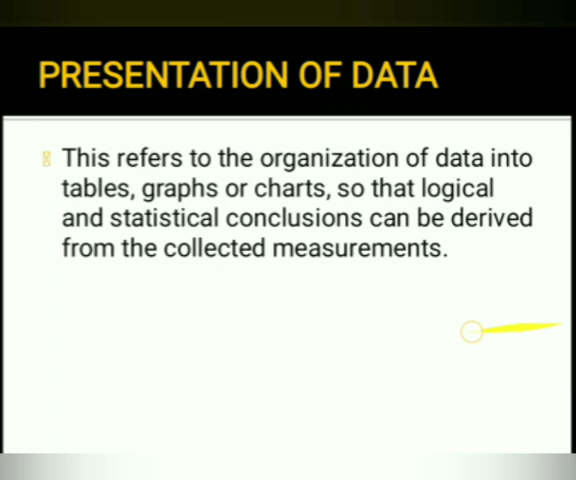 PRESENTATION OF DATA
This refers to the organization of data into
tables, graphs or charts, so that logical
and statistical conclusions can be derived
from the collected measurements.